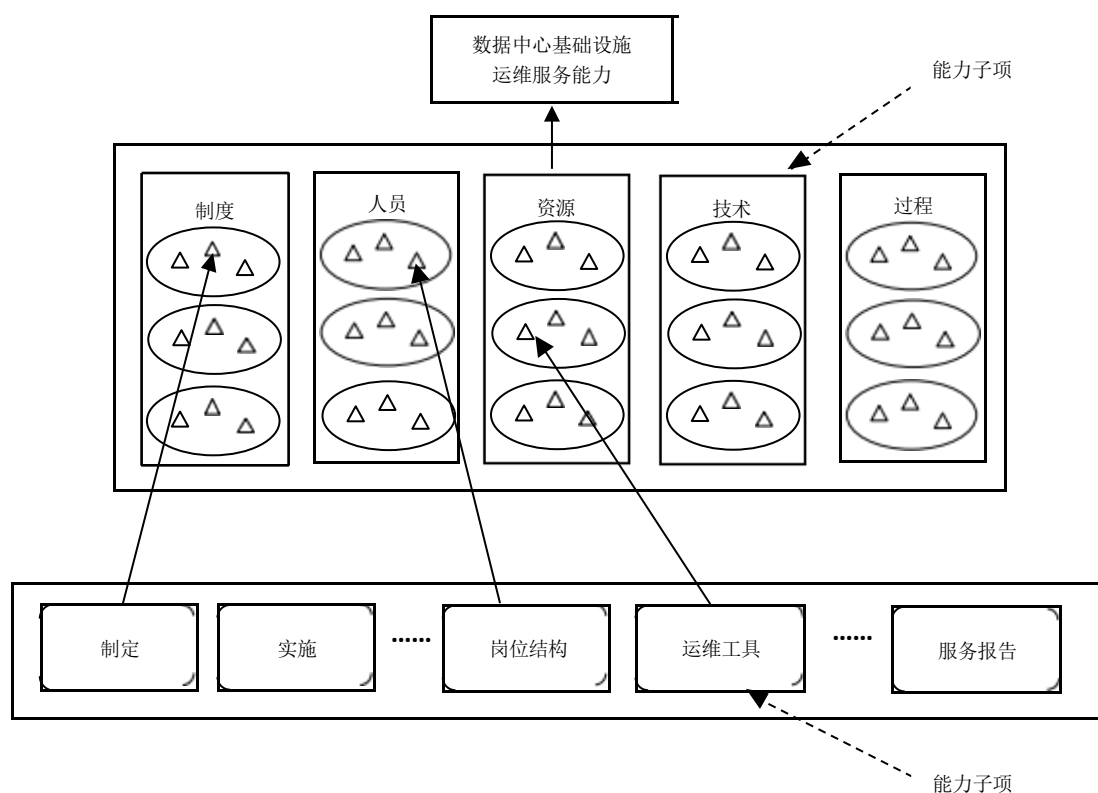 数据中心基础设施
运维服务能力
能力子项
制度
人员
资源
技术
过程
制定
实施
······
岗位结构
运维工具
······
服务报告
能力子项